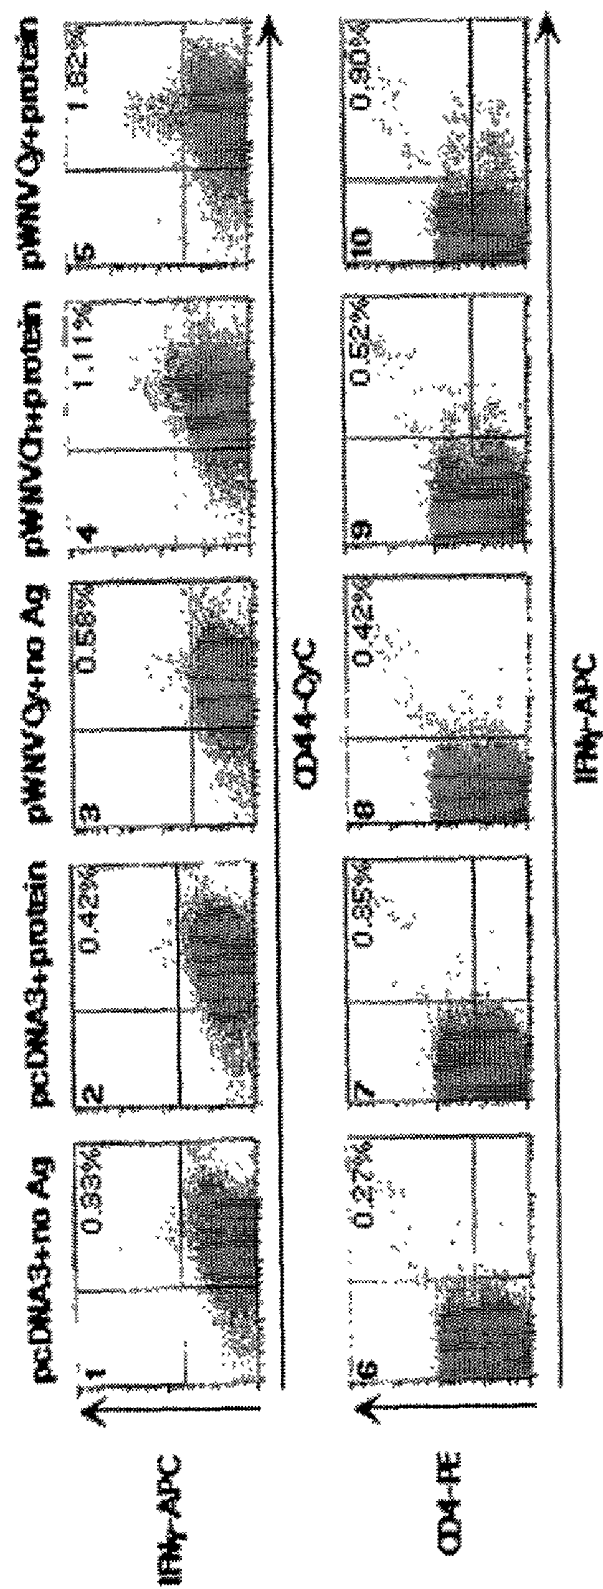 pcDNA3+no Ag
pcDNA3+protein
pWNVCy+no Ag
pWNVCh+protein
pWNVCy+protein
IFNγ-APC
1
0.33%
2
0.42%
3
0.58%
4
1.11%
5
1.82%
CD44-CyC
CD4-PE
6
0.27%
7
0.35%
8
0.42%
9
0.52%
10
0.90%
IFNγ-APC